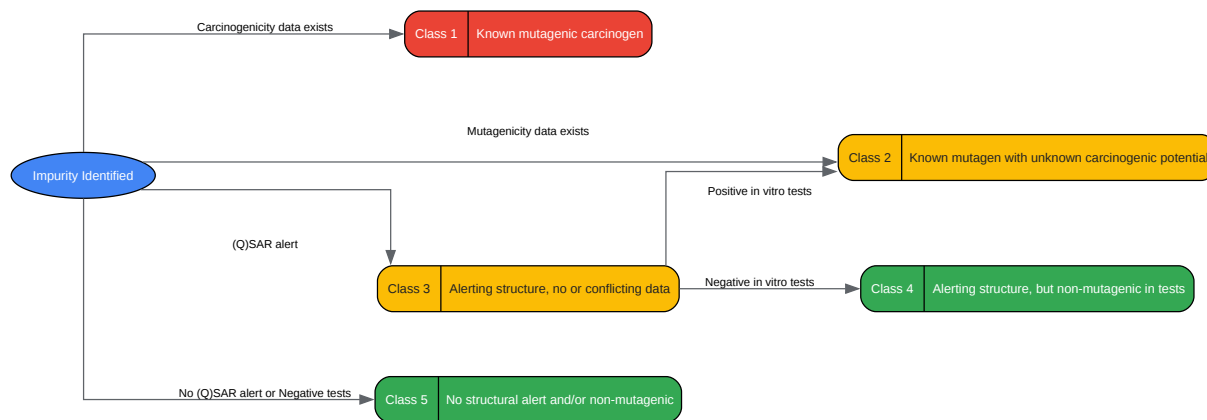 Carcinogenicity data exists
Class 1
Known mutagenic carcinogen
Mutagenicity data exists
Class 2
Known mutagen with unknown carcinogenic potential
Impurity Identified
Positive in vitro tests
(Q)SAR alert
Class 3
Alerting structure, no or conflicting data
Negative in vitro tests
Class 4
Alerting structure, but non-mutagenic in tests
No (Q)SAR alert or Negative tests
Class 5
No structural alert and/or non-mutagenic